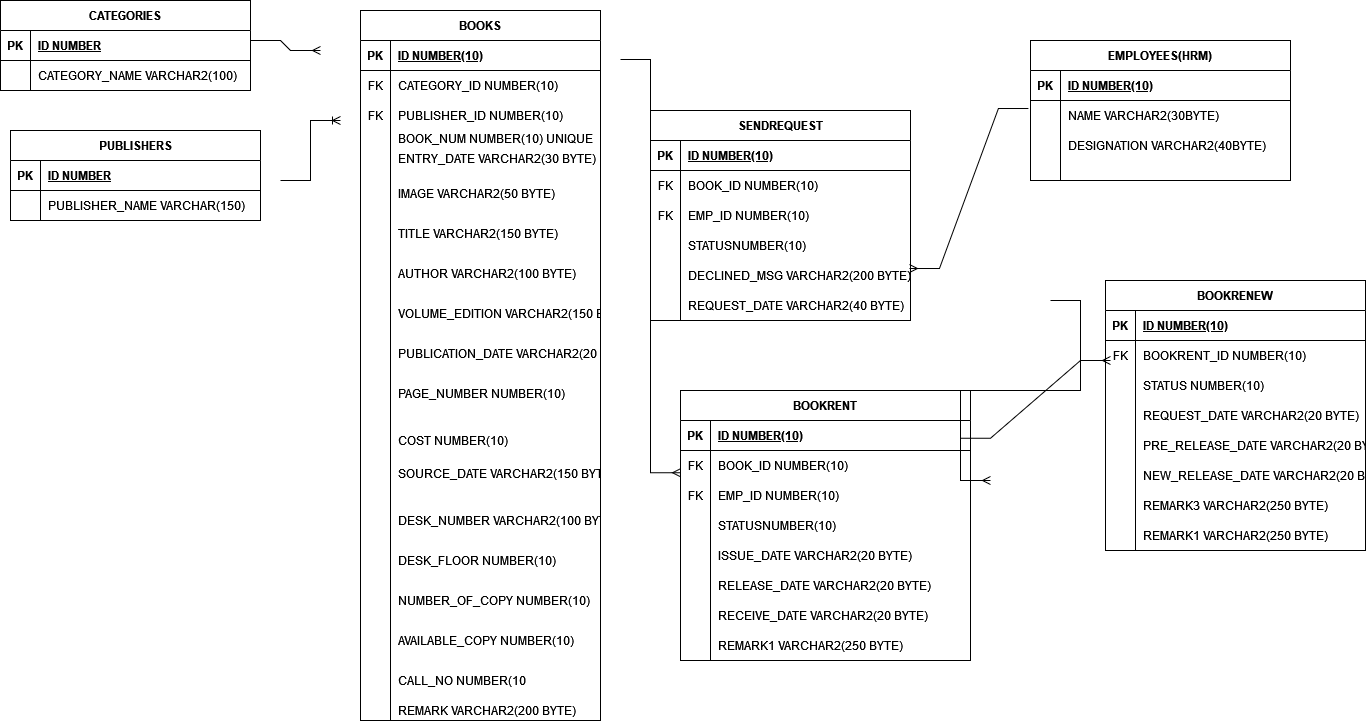 CATEGORIES
PK ID NUMBER
CATEGORY_NAME VARCHAR2(100)
PUBLISHERS
PK ID NUMBER
PUBLISHER_NAME VARCHAR(150)
BOOKS
PK ID NUMBER(10)
FK CATEGORY_ID NUMBER(10)
FK PUBLISHER_ID NUMBER(10)
BOOK_NUM NUMBER(10) UNIQUE
ENTRY_DATE VARCHAR2(30 BYTE)
IMAGE VARCHAR2(50 BYTE)
TITLE VARCHAR2(150 BYTE)
AUTHOR VARCHAR2(100 BYTE)
VOLUME_EDITION VARCHAR2(150 B
PUBLICATION_DATE VARCHAR2(20
PAGE_NUMBER NUMBER(10)
COST NUMBER(10)
SOURCE_DATE VARCHAR2(150 BYT
DESK_NUMBER VARCHAR2(100 BY
DESK_FLOOR NUMBER(10)
NUMBER_OF_COPY NUMBER(10)
AVAILABLE_COPY NUMBER(10)
CALL_NO NUMBER(10
REMARK VARCHAR2(200 BYTE)
SENDREQUEST
PK ID NUMBER(10)
FK BOOK_ID NUMBER(10)
FK EMP_ID NUMBER(10)
STATUSNUMBER(10)
DECLINED_MSG VARCHAR2(200 BYTE)
REQUEST_DATE VARCHAR2(40 BYTE)
BOOKRENT
PK ID NUMBER(10)
FK BOOK_ID NUMBER(10)
FK EMP_ID NUMBER(10)
STATUSNUMBER(10)
ISSUE_DATE VARCHAR2(20 BYTE)
RELEASE_DATE VARCHAR2(20 BYTE)
RECEIVE_DATE VARCHAR2(20 BYTE)
REMARK1 VARCHAR2(250 BYTE)
EMPLOYEES(HRM)
PK ID NUMBER(10)
NAME VARCHAR2(30BYTE)
DESIGNATION VARCHAR2(40BYTE)
BOOKRENEW
PK ID NUMBER(10)
FK BOOKRENT_ID NUMBER(10)
STATUS NUMBER(10)
REQUEST_DATE VARCHAR2(20 BYTE)
PRE_RELEASE_DATE VARCHAR2(20 BY
NEW_RELEASE_DATE VARCHAR2(20 B
REMARK3 VARCHAR2(250 BYTE)
REMARK1 VARCHAR2(250 BYTE)